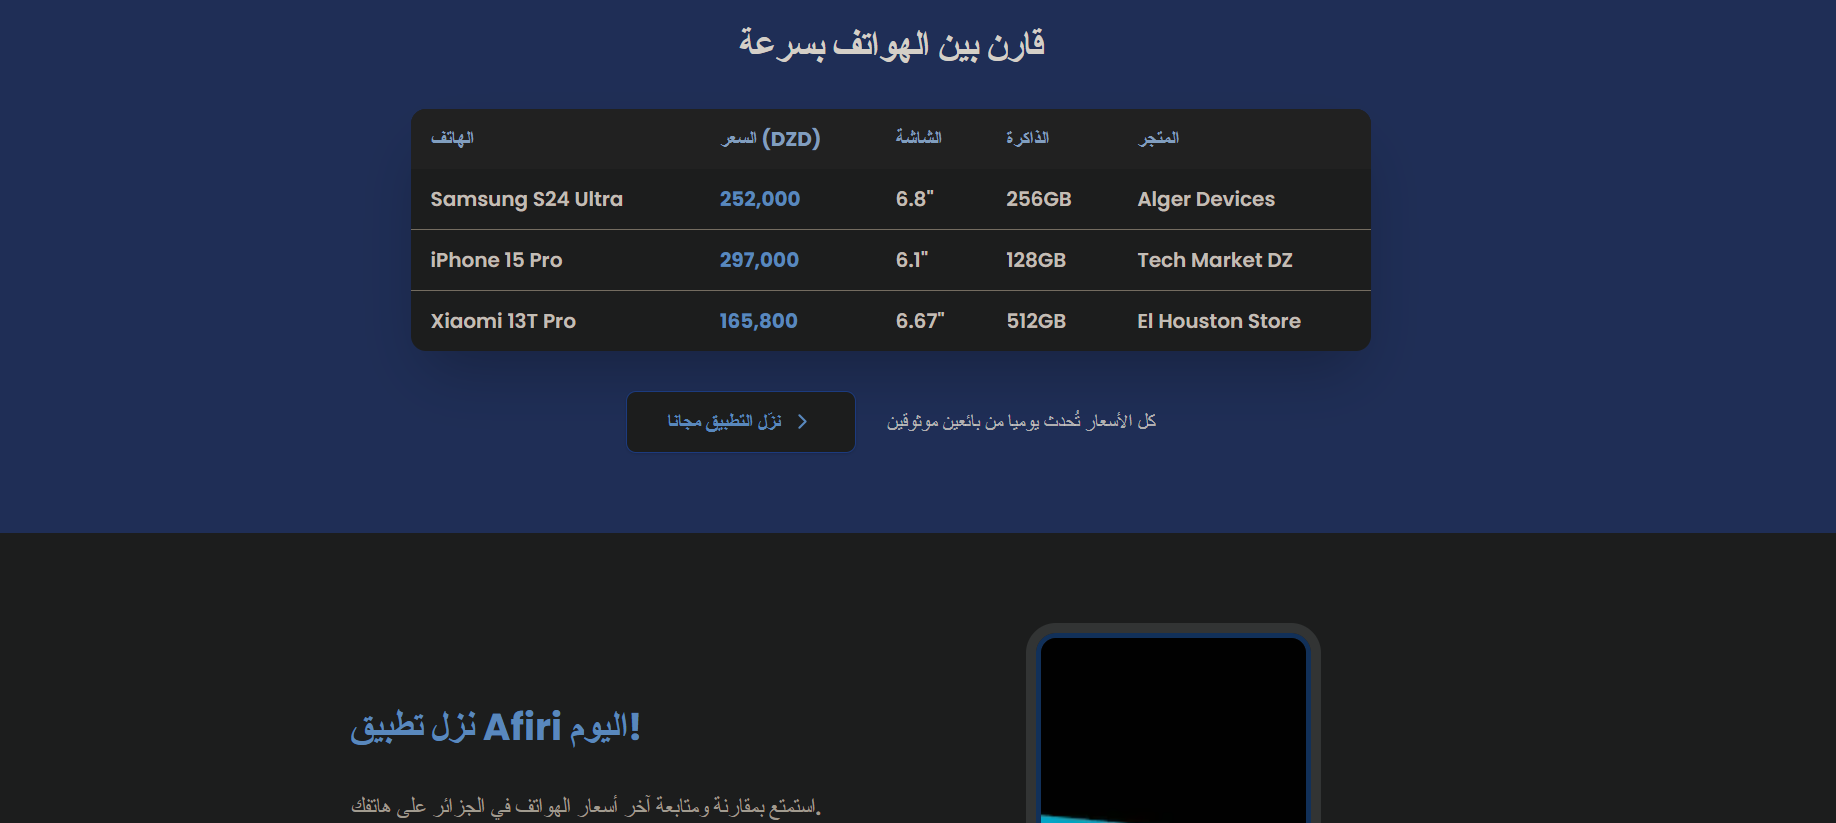 قارن بين الهواتف بسرعة
الهاتف السعر (DZD) الشاشة الذاكرة المتجر
Samsung S24 Ultra 252,000 6.8" 256GB Alger Devices
iPhone 15 Pro 297,000 6.1" 128GB Tech Market DZ
Xiaomi 13T Pro 165,800 6.67" 512GB El Houston Store
نزّل التطبيق مجانا
كل الأسعار تُحدث يوميا من بائعين موثوقين
نزل تطبيق Afiri اليوم!
استمتع بمقارنة ومتابعة آخر أسعار الهواتف في الجزائر على هاتفك.